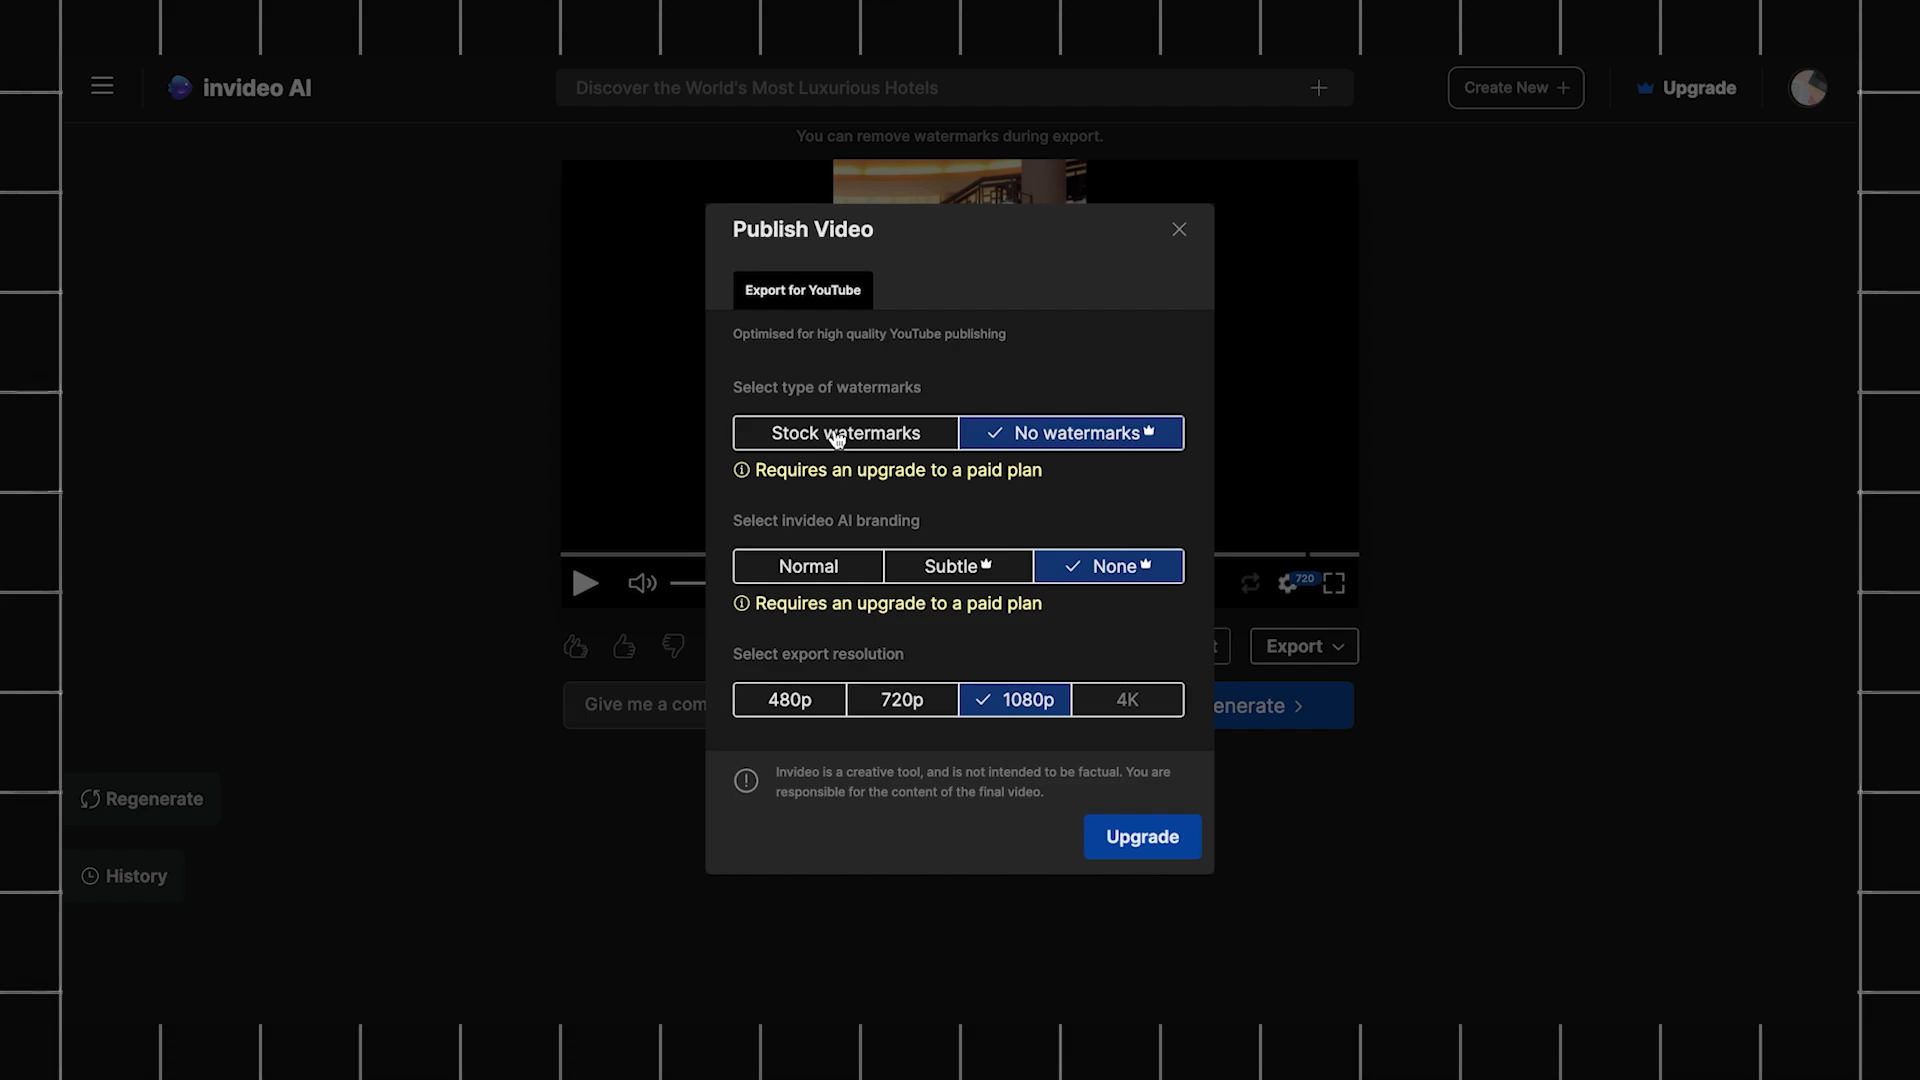 invideo AI
Discover the World's Most Luxurious Hotels
Create New +
Upgrade
You can remove watermarks during export.
Publish Video
Export for YouTube
Optimised for high quality YouTube publishing
Select type of watermarks
Stock watermarks
No watermarks
Requires an upgrade to a paid plan
Select invideo AI branding
Normal
Subtle
None
Requires an upgrade to a paid plan
720
Select export resolution
Export
480p
720p
1080p
4K
Give me a com
enerate
Invideo is a creative tool, and is not intended to be factual. You are
responsible for the content of the final video.
Regenerate
Upgrade
History